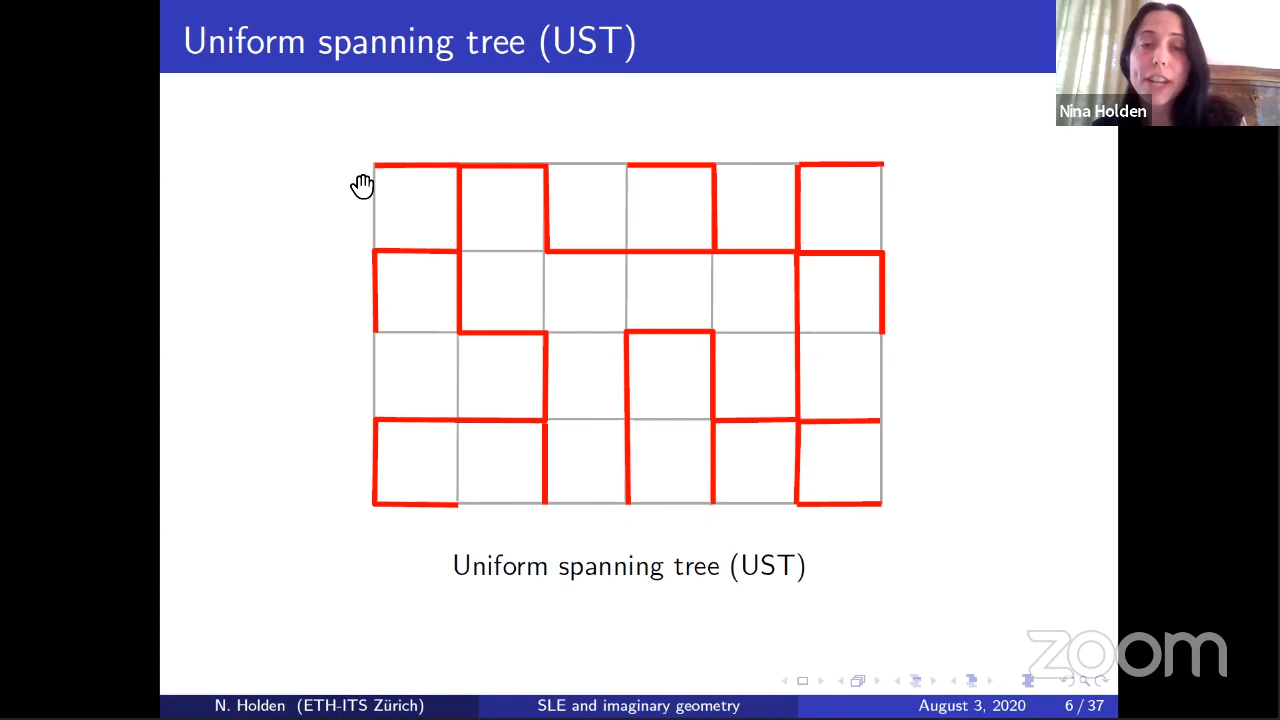 Uniform spanning tree (UST)
Nina Holden
Uniform spanning tree (UST)
zoom
N. Holden (ETH-ITS Zürich) SLE and imaginary geometry August 3, 2020 6 / 37